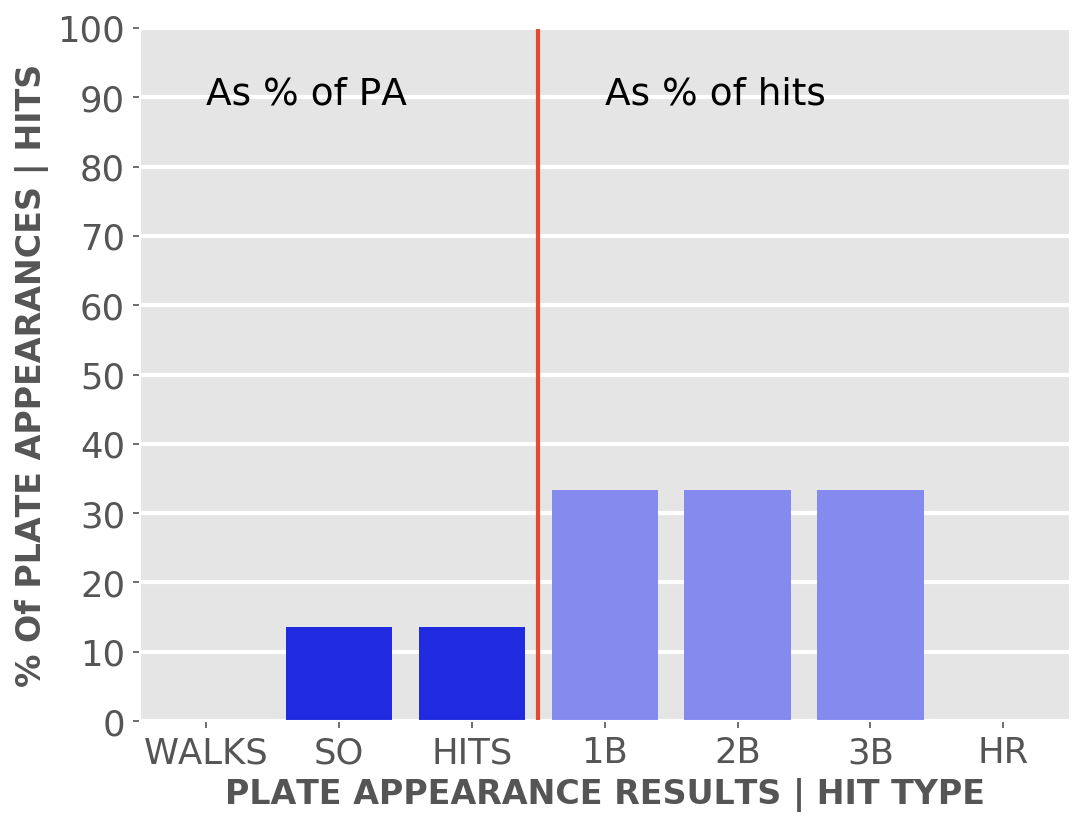 As % of PA
As % of hits
% Of PLATE APPEARANCES | HITS
100
90
80
70
60
50
40
30
20
10
0
WALKS SO HITS 1B 2B 3B HR
PLATE APPEARANCE RESULTS | HIT TYPE